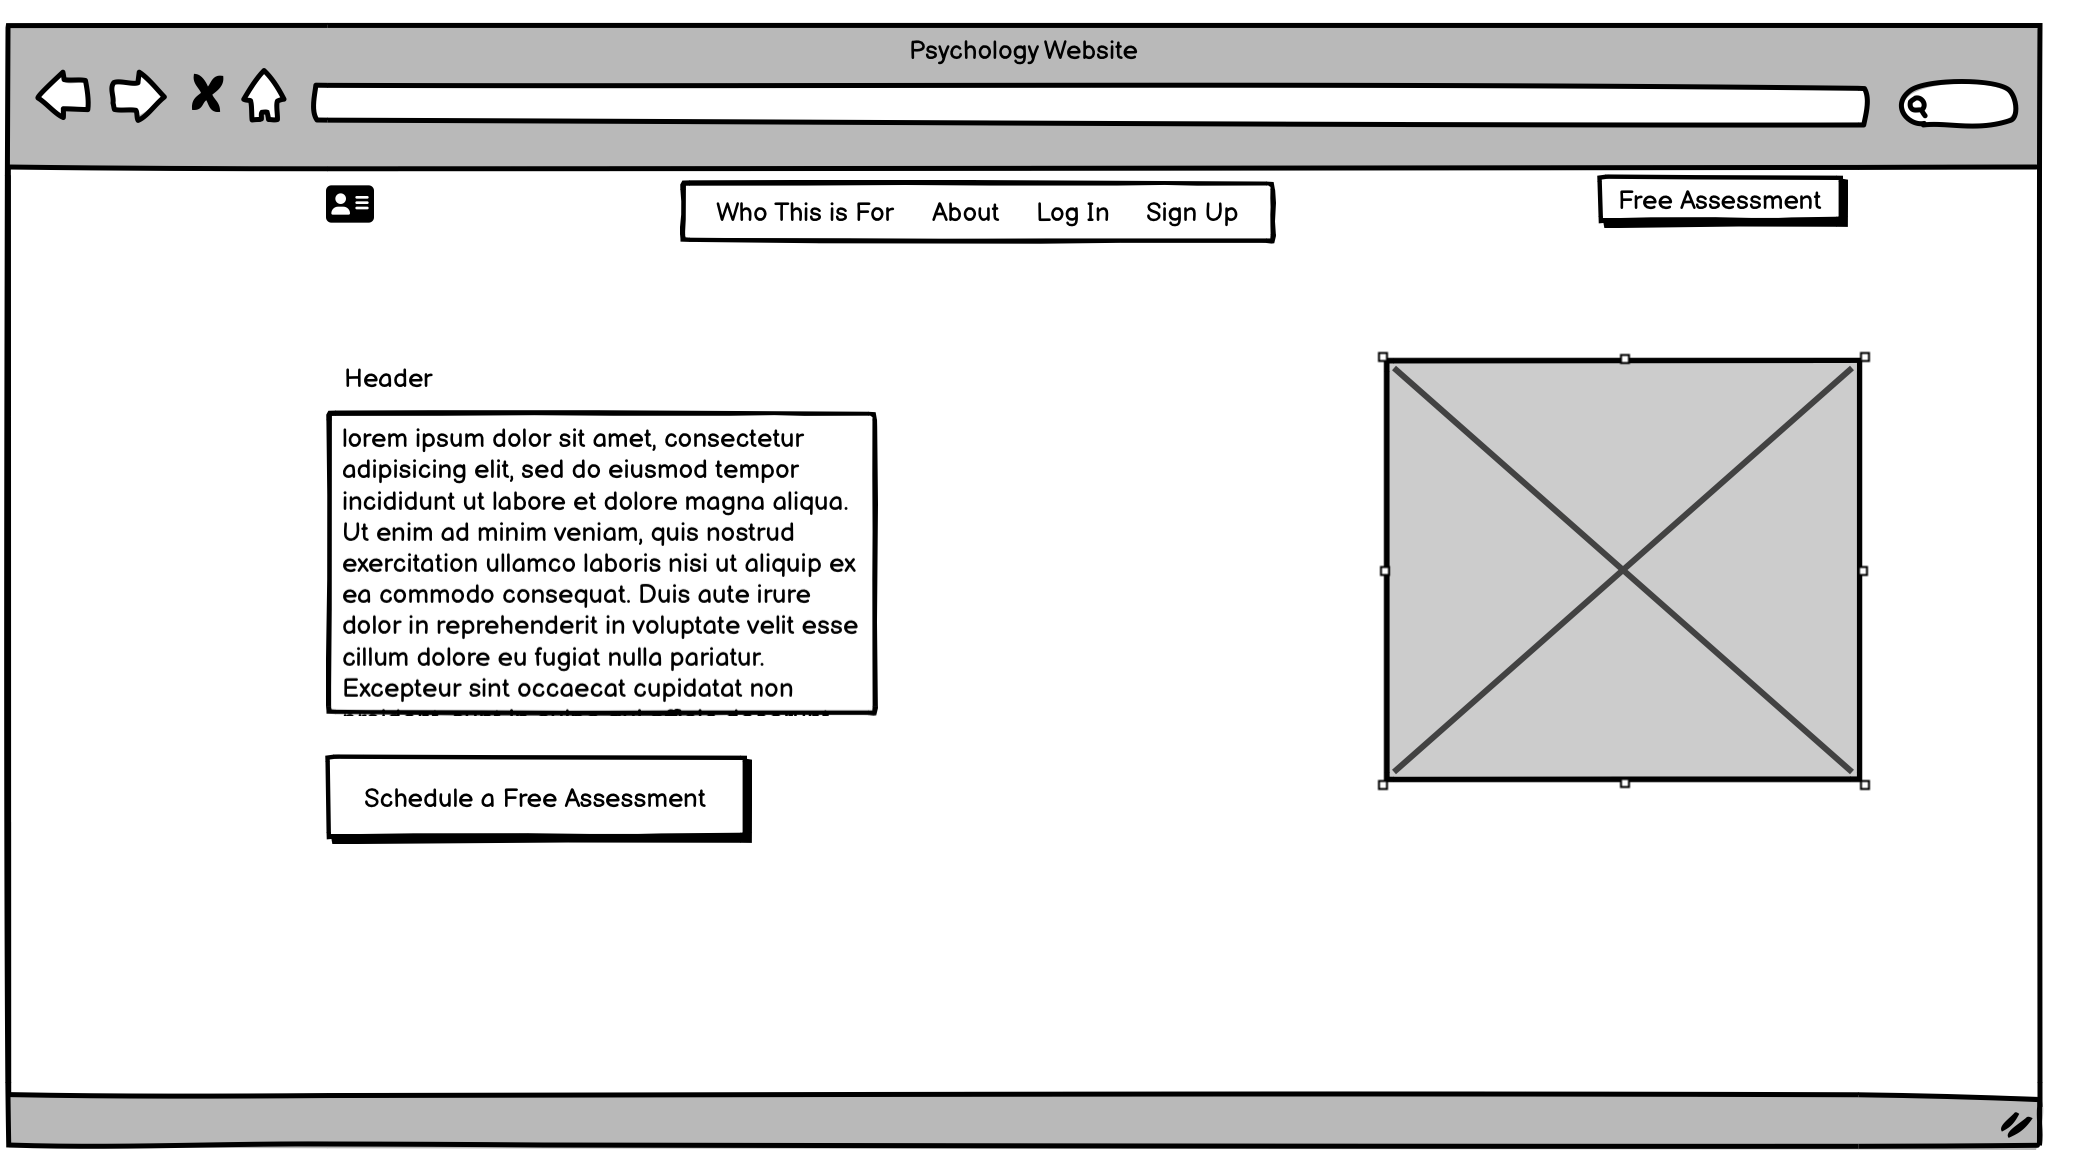 Psychology Website
Who This is For About Log In Sign Up
Free Assessment
Header
lorem ipsum dolor sit amet, consectetur
adipisicing elit, sed do eiusmod tempor
incididunt ut labore et dolore magna aliqua.
Ut enim ad minim veniam, quis nostrud
exercitation ullamco laboris nisi ut aliquip ex
ea commodo consequat. Duis aute irure
dolor in reprehenderit in voluptate velit esse
cillum dolore eu fugiat nulla pariatur.
Excepteur sint occaecat cupidatat non
Schedule a Free Assessment